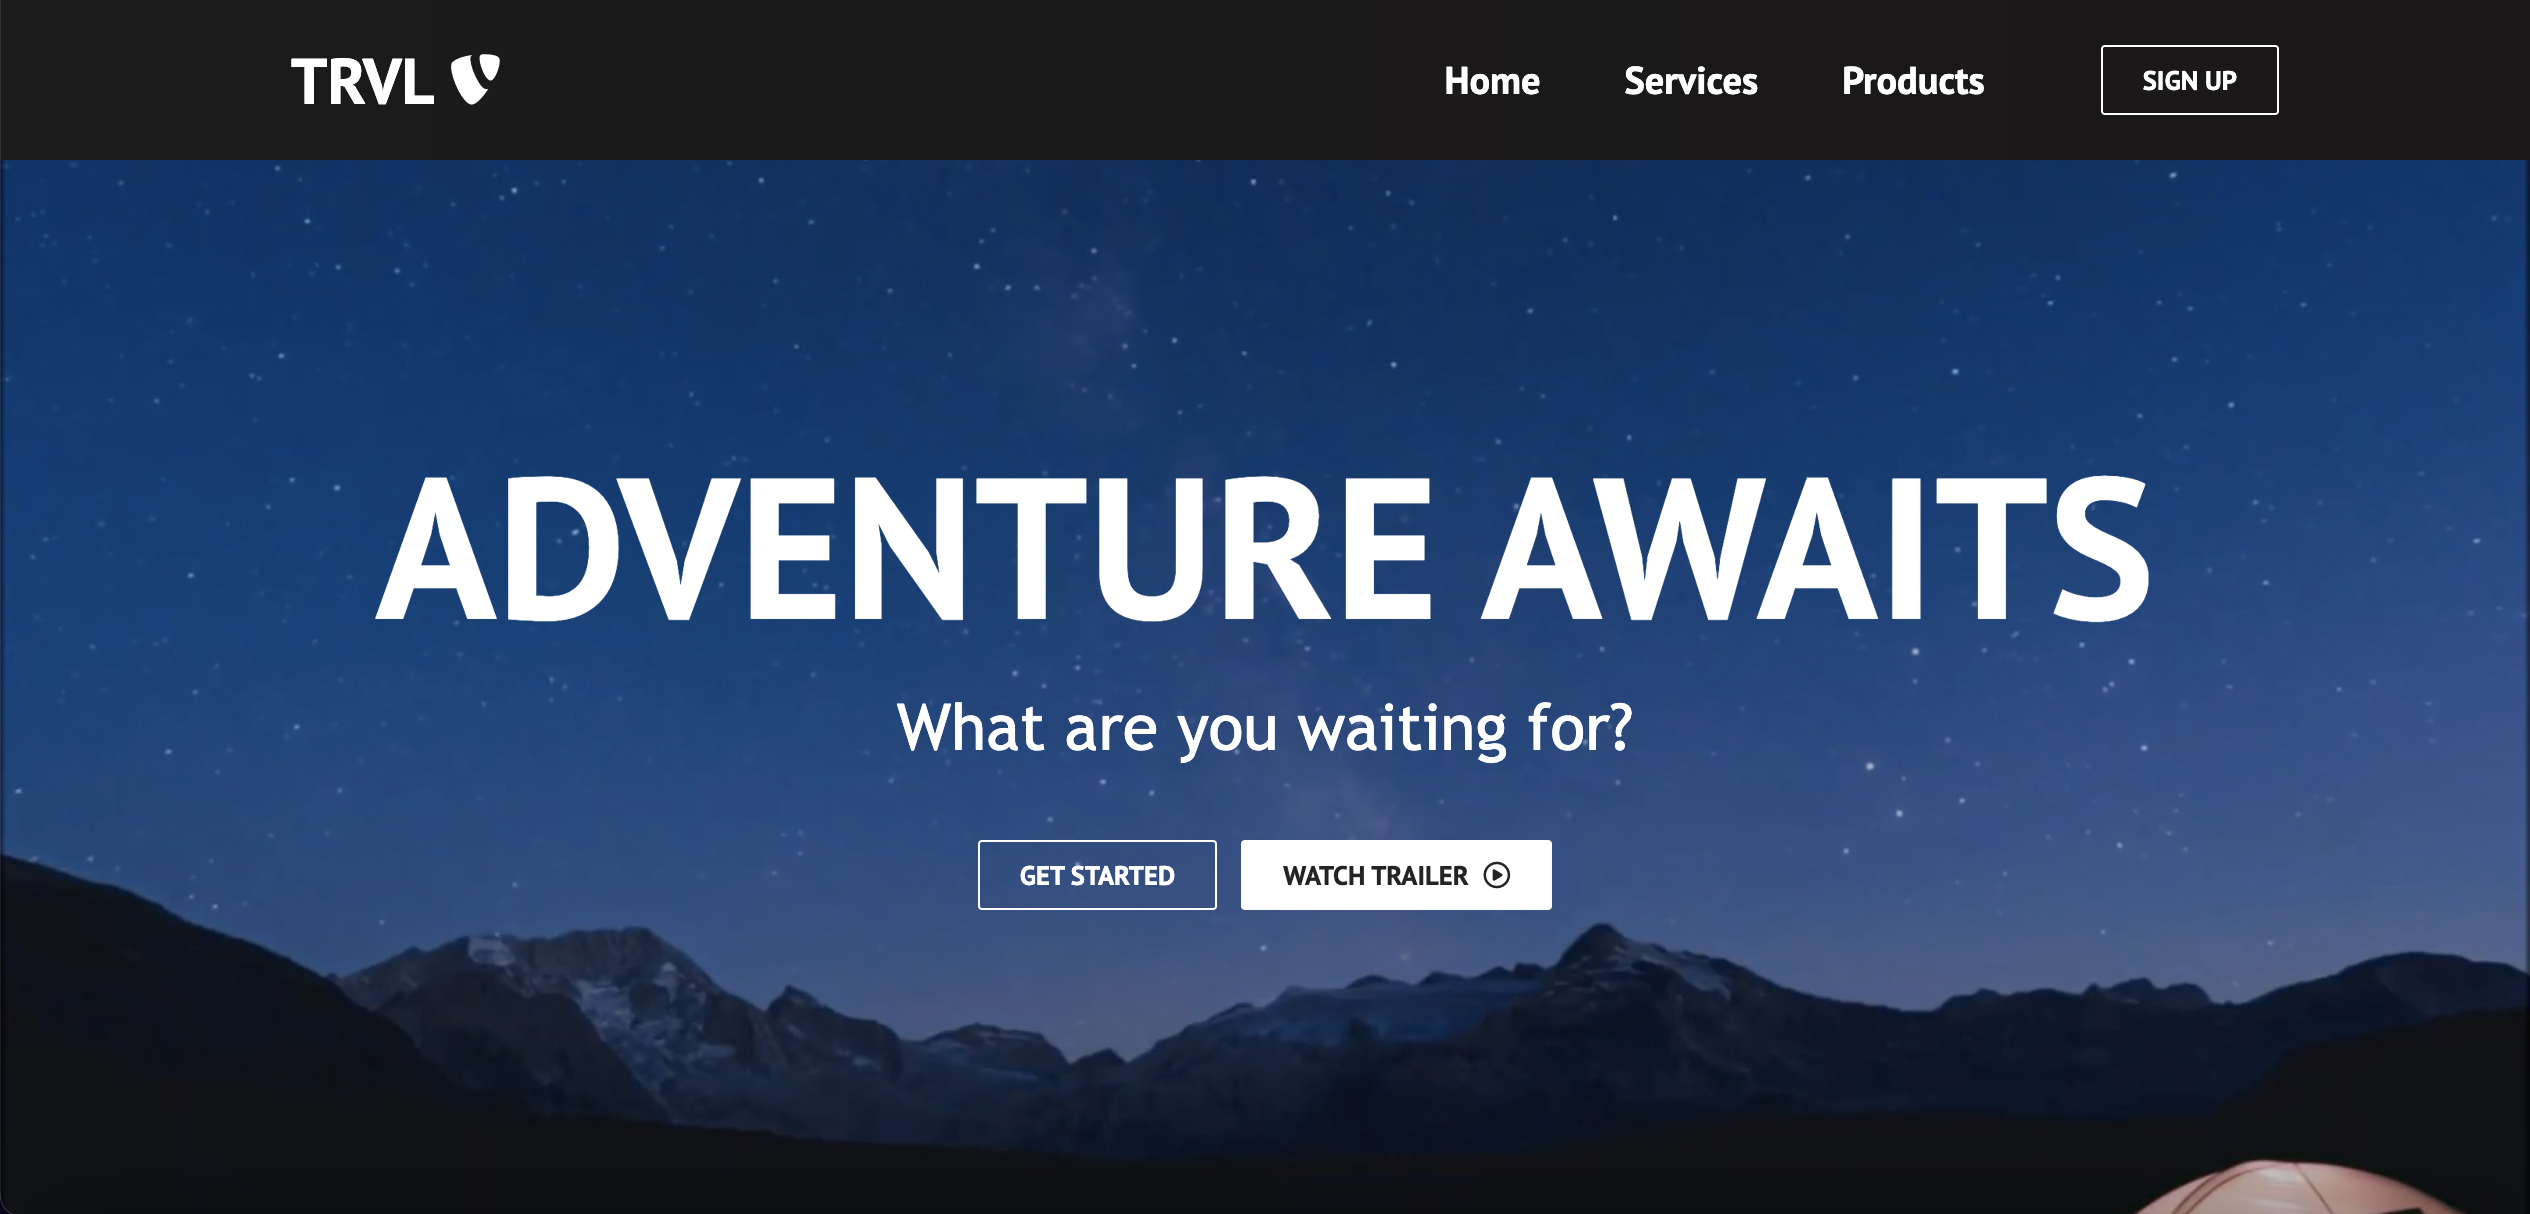 TRVL
Home Services Products SIGN UP
ADVENTURE AWAITS
What are you waiting for?
GET STARTED WATCH TRAILER